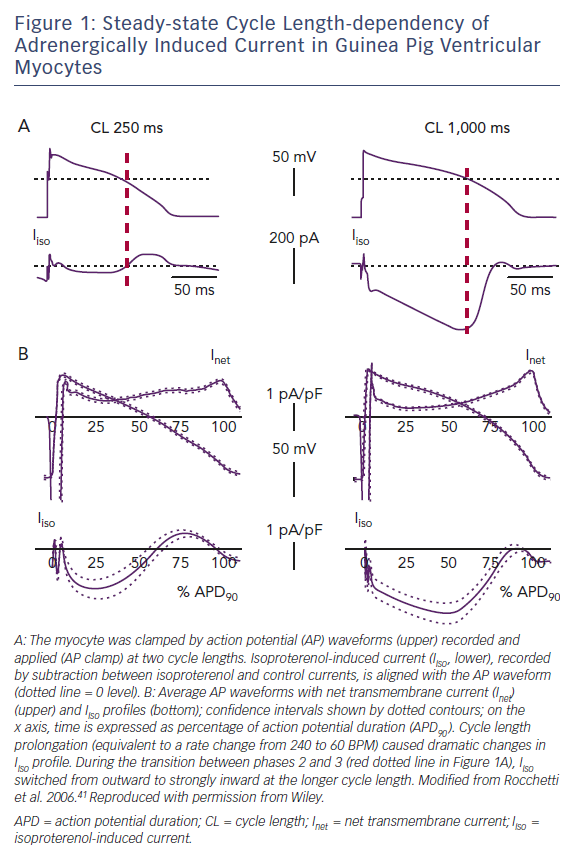 Figure 1: Steady-state Cycle Length-dependency of
Adrenergically Induced Current in Guinea Pig Ventricular
Myocytes
A
CL 250 ms
50 mV
CL 1,000 ms
Iiso
200 pA
Iiso
50 ms
50 ms
B
Inet
1 pA/pF
Inet
0 25 50 75 100
50 mV
0 25 50 75 100
Iiso
1 pA/pF
Iiso
0 25 50 75 100
0 25 50 75 100
% APD90
% APD90
A: The myocyte was clamped by action potential (AP) waveforms (upper) recorded and
applied (AP clamp) at two cycle lengths. Isoproterenol-induced current (Iiso, lower), recorded
by subtraction between isoproterenol and control currents, is aligned with the AP waveform
(dotted line = 0 level). B: Average AP waveforms with net transmembrane current (Inet)
(upper) and Iiso profiles (bottom); confidence intervals shown by dotted contours; on the
x axis, time is expressed as percentage of action potential duration (APD90). Cycle length
prolongation (equivalent to a rate change from 240 to 60 BPM) caused dramatic changes in
Iiso profile. During the transition between phases 2 and 3 (red dotted line in Figure 1A), Iiso
switched from outward to strongly inward at the longer cycle length. Modified from Rocchetti
et al. 2006.41 Reproduced with permission from Wiley.
APD = action potential duration; CL = cycle length; Inet = net transmembrane current; Iiso =
isoproterenol-induced current.